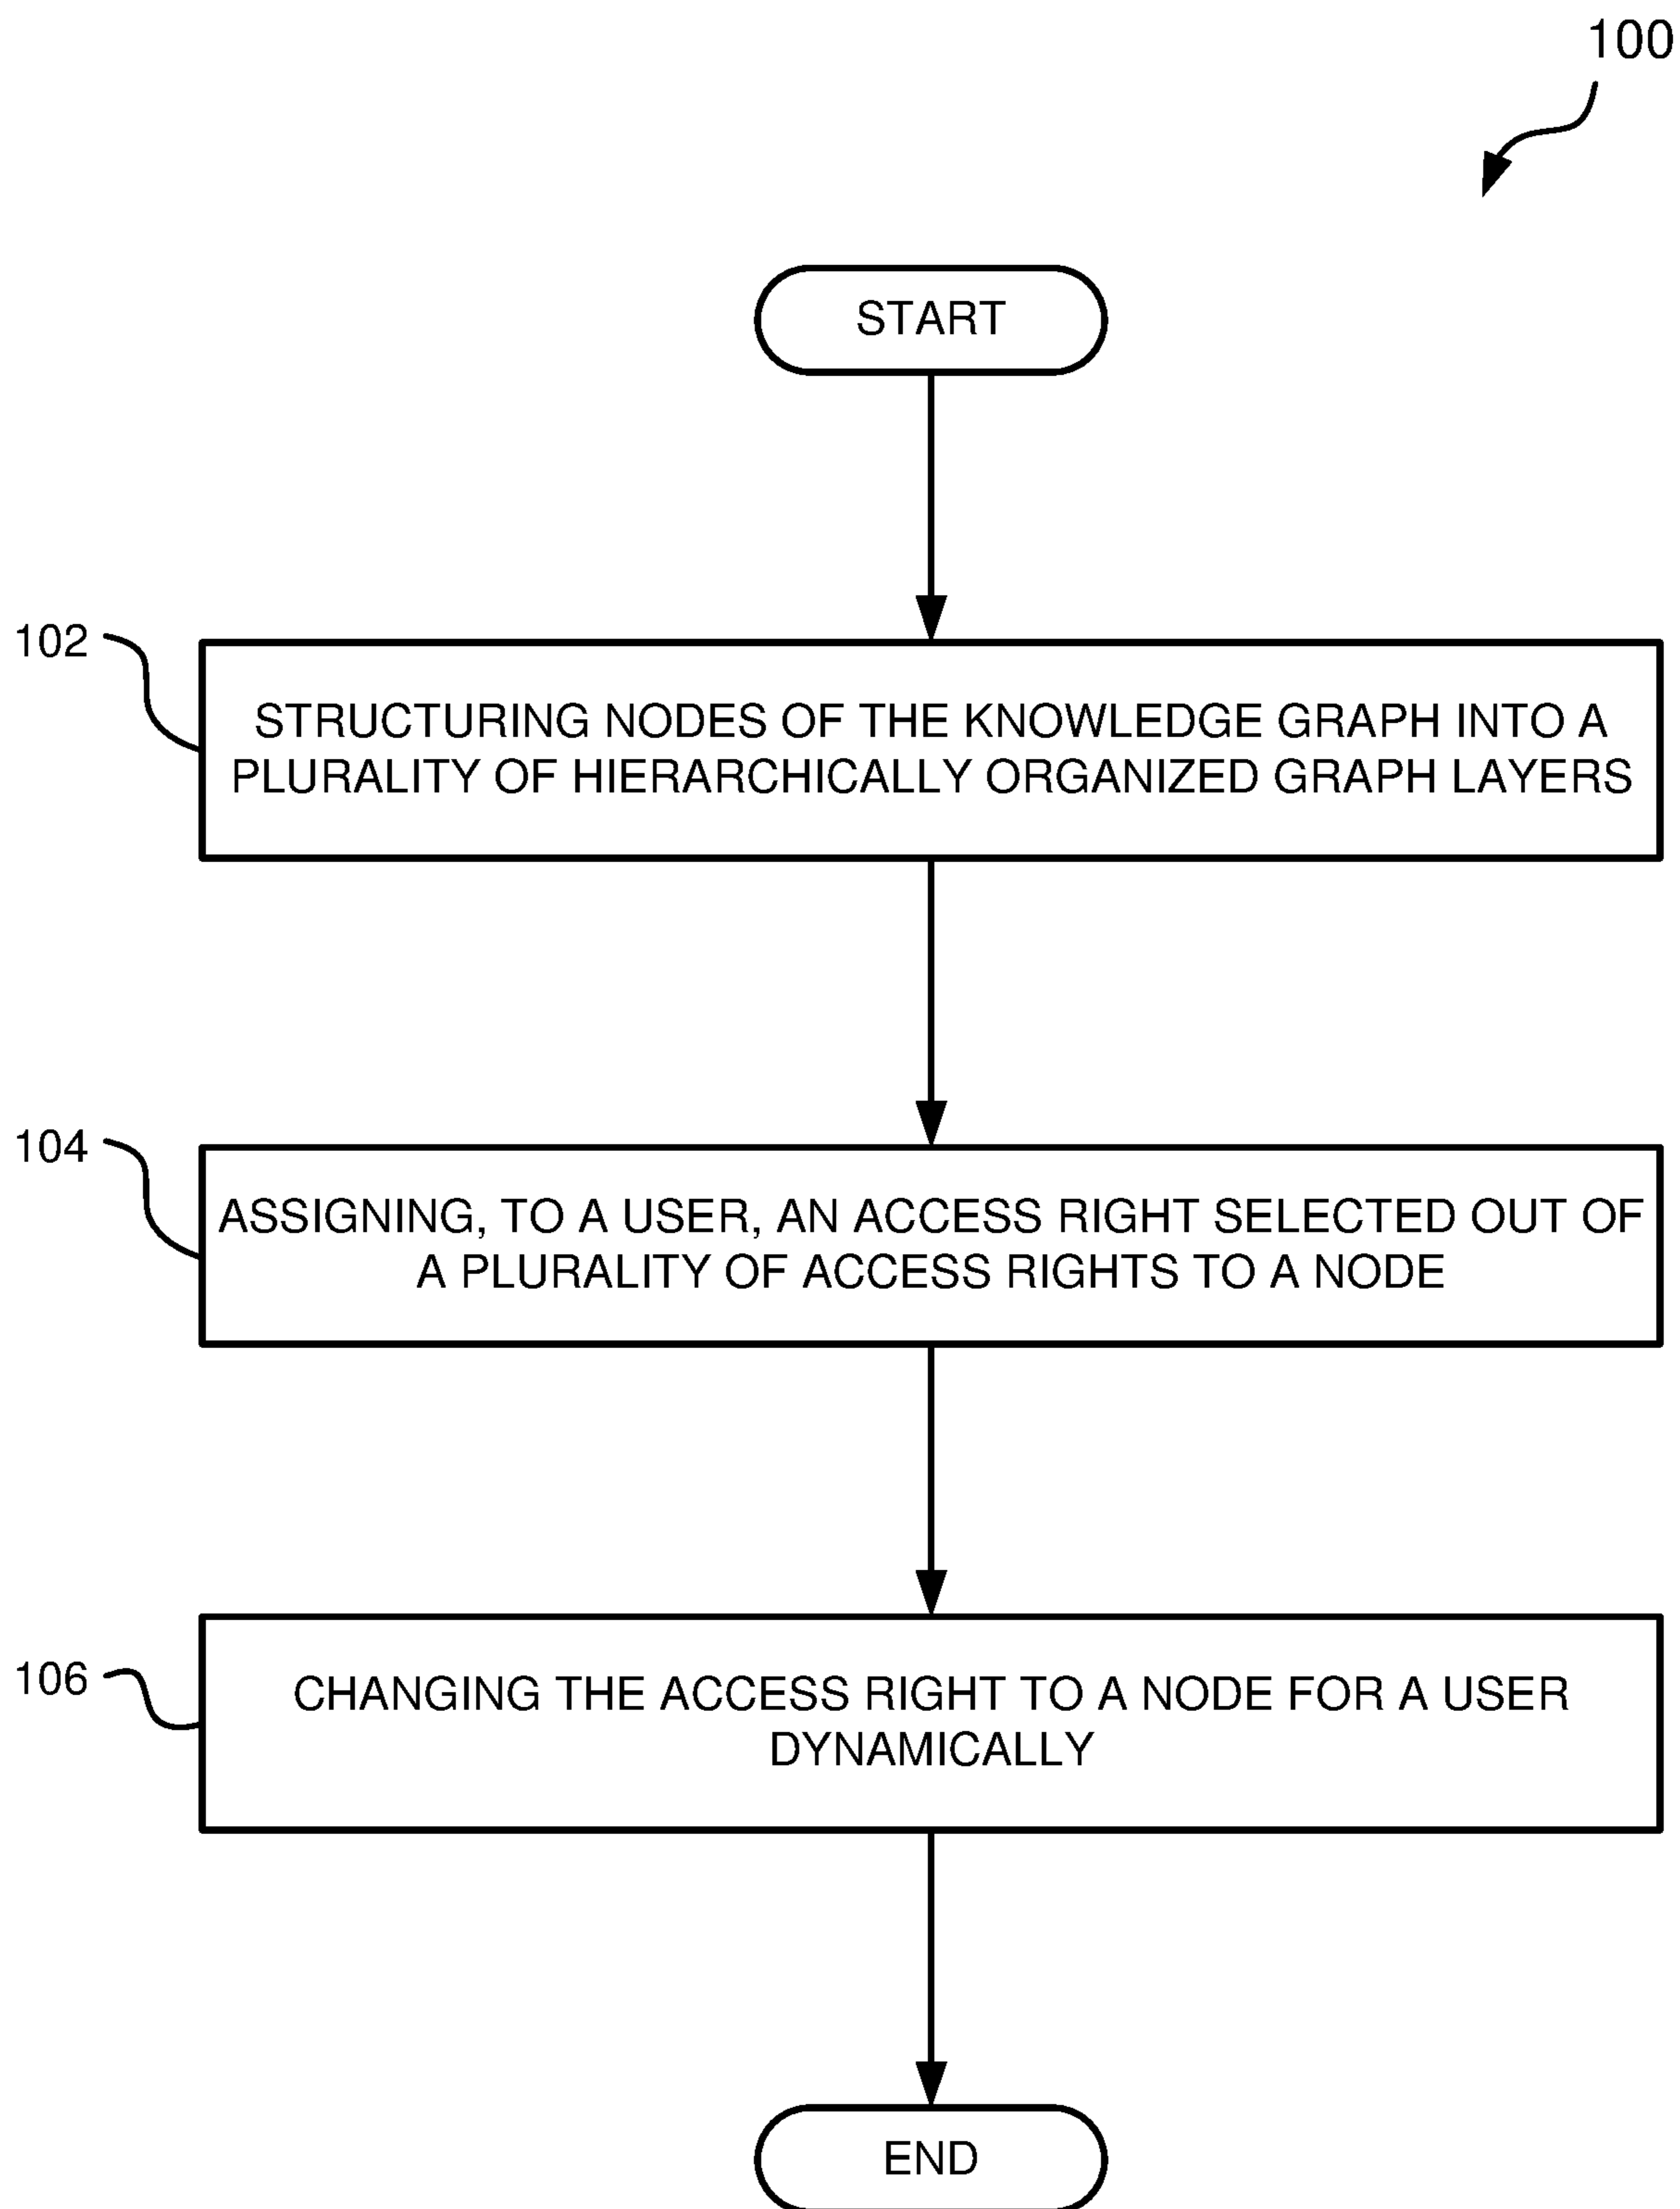 100
START
102
STRUCTURING NODES OF THE KNOWLEDGE GRAPH INTO A
PLURALITY OF HIERARCHICALLY ORGANIZED GRAPH LAYERS
104
ASSIGNING, TO A USER, AN ACCESS RIGHT SELECTED OUT OF
A PLURALITY OF ACCESS RIGHTS TO A NODE
106
CHANGING THE ACCESS RIGHT TO A NODE FOR A USER
DYNAMICALLY
END